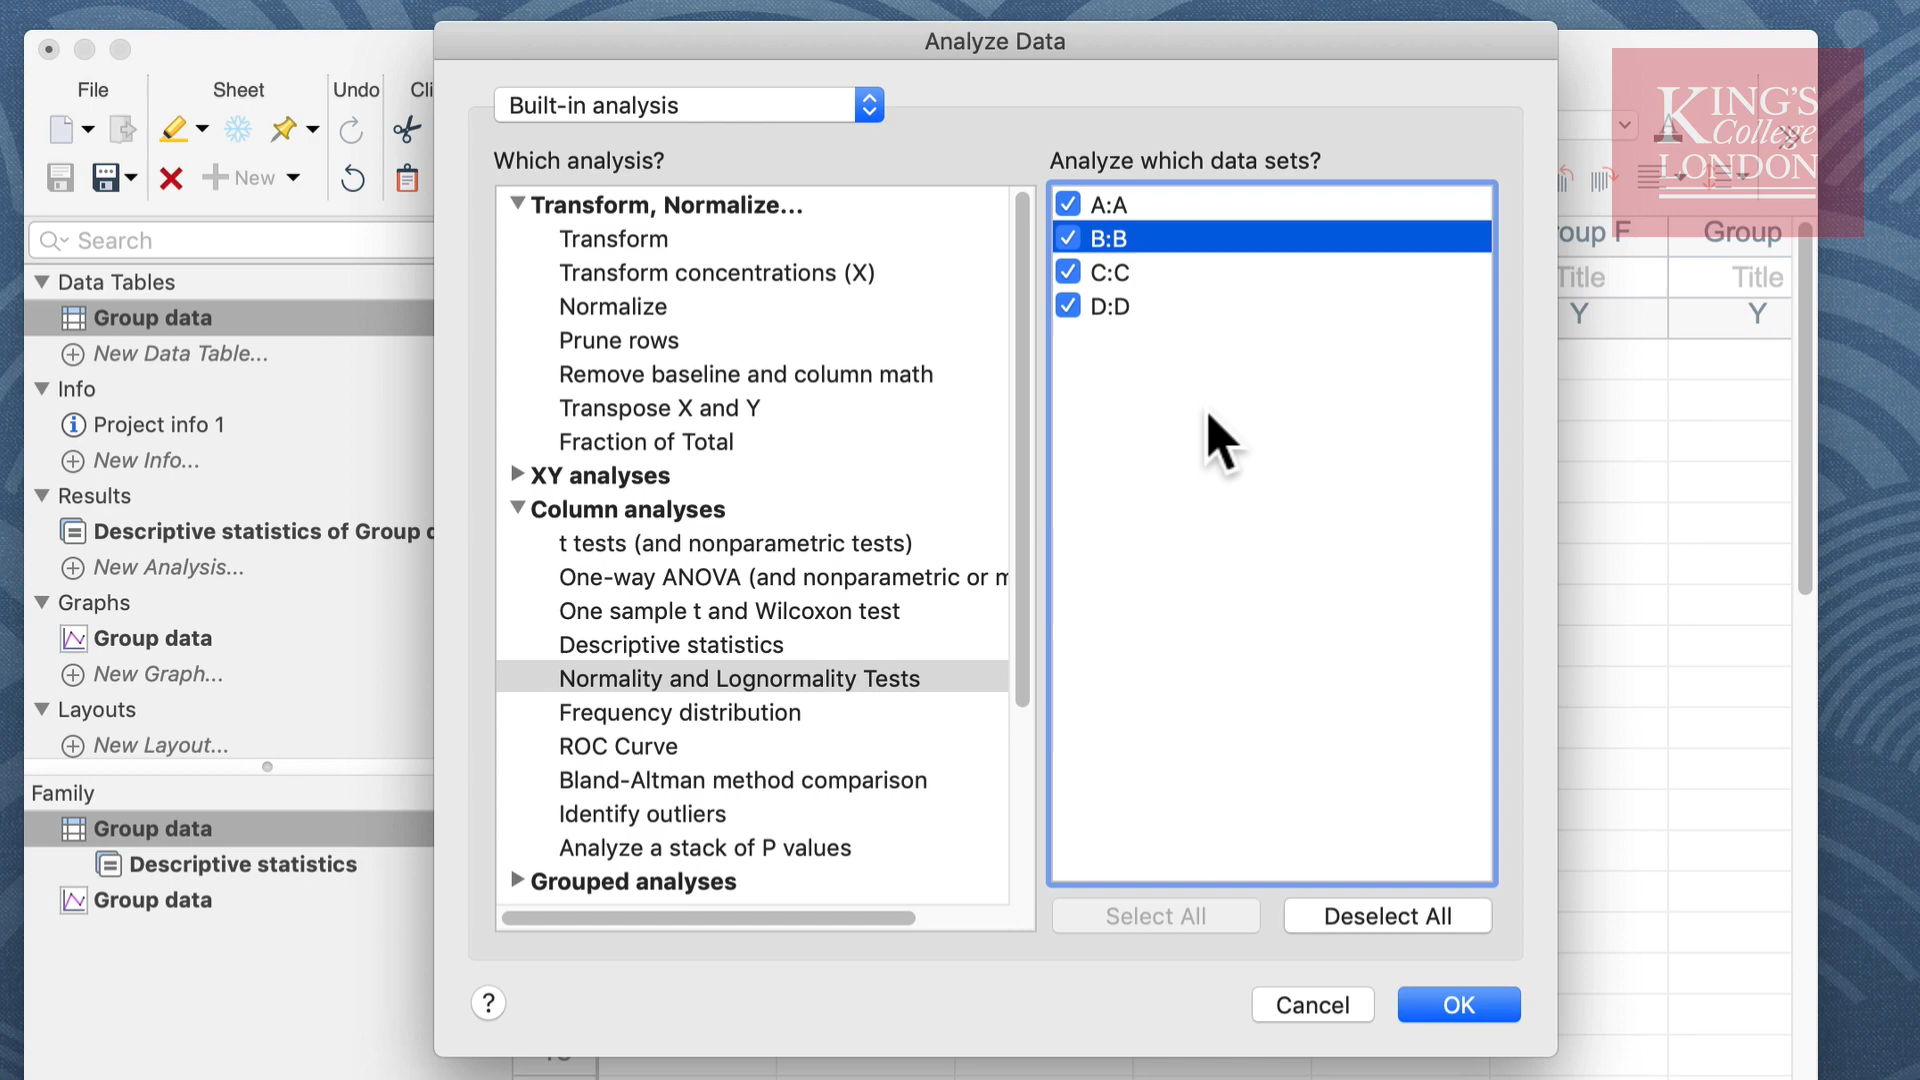 Analyze Data
File
Sheet
Undo
Cli
New
Search
Data Tables
Group data
New Data Table...
Info
Project info 1
New Info...
Results
Descriptive statistics of Group d
New Analysis...
Graphs
Group data
New Graph...
Layouts
New Layout...
Family
Group data
Descriptive statistics
Group data
Built-in analysis
Which analysis?
Transform, Normalize...
Transform
Transform concentrations (X)
Normalize
Prune rows
Remove baseline and column math
Transpose X and Y
Fraction of Total
XY analyses
Column analyses
t tests (and nonparametric tests)
One-way ANOVA (and nonparametric or m
One sample t and Wilcoxon test
Descriptive statistics
Normality and Lognormality Tests
Frequency distribution
ROC Curve
Bland-Altman method comparison
Identify outliers
Analyze a stack of P values
Grouped analyses
Analyze which data sets?
A:A
B:B
C:C
D:D
Select All
Deselect All
?
Cancel
OK
KING'S
College
LONDON
oup F
Group
Title
Title
Y
Y